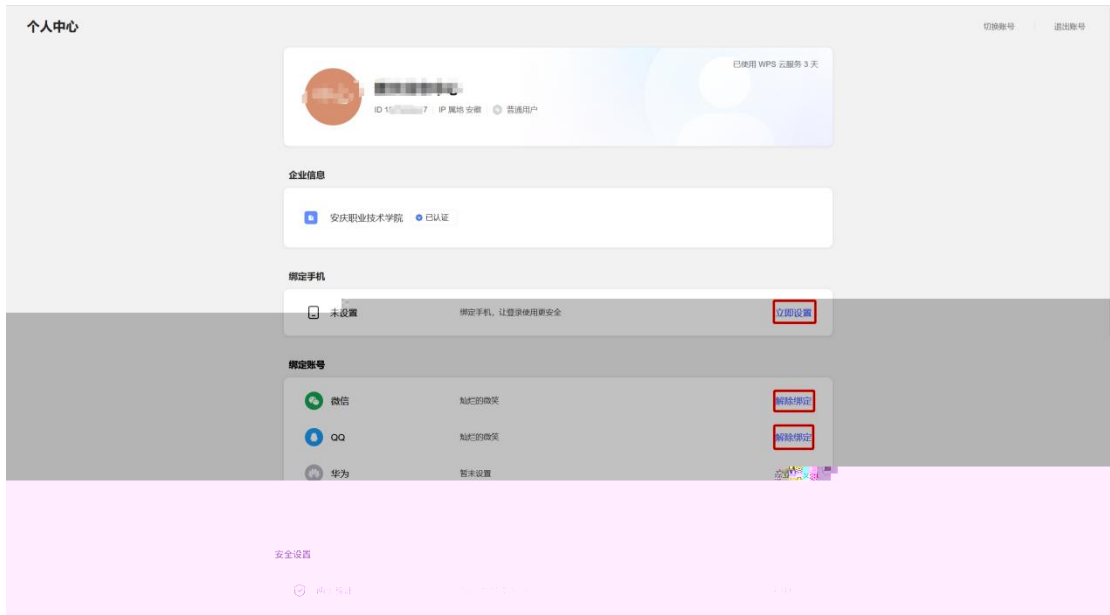 个人中心
切换账号 退出账号
已使用 WPS 云服务 3 天
IP 属地 安徽 普通用户
企业信息
安庆职业技术学院 已认证
绑定手机
未设置 绑定手机，让登录使用更安全 立即设置
绑定账号
微信 灿烂的微笑 解除绑定
QQ 灿烂的微笑 解除绑定
华为 暂未设置
安全设置